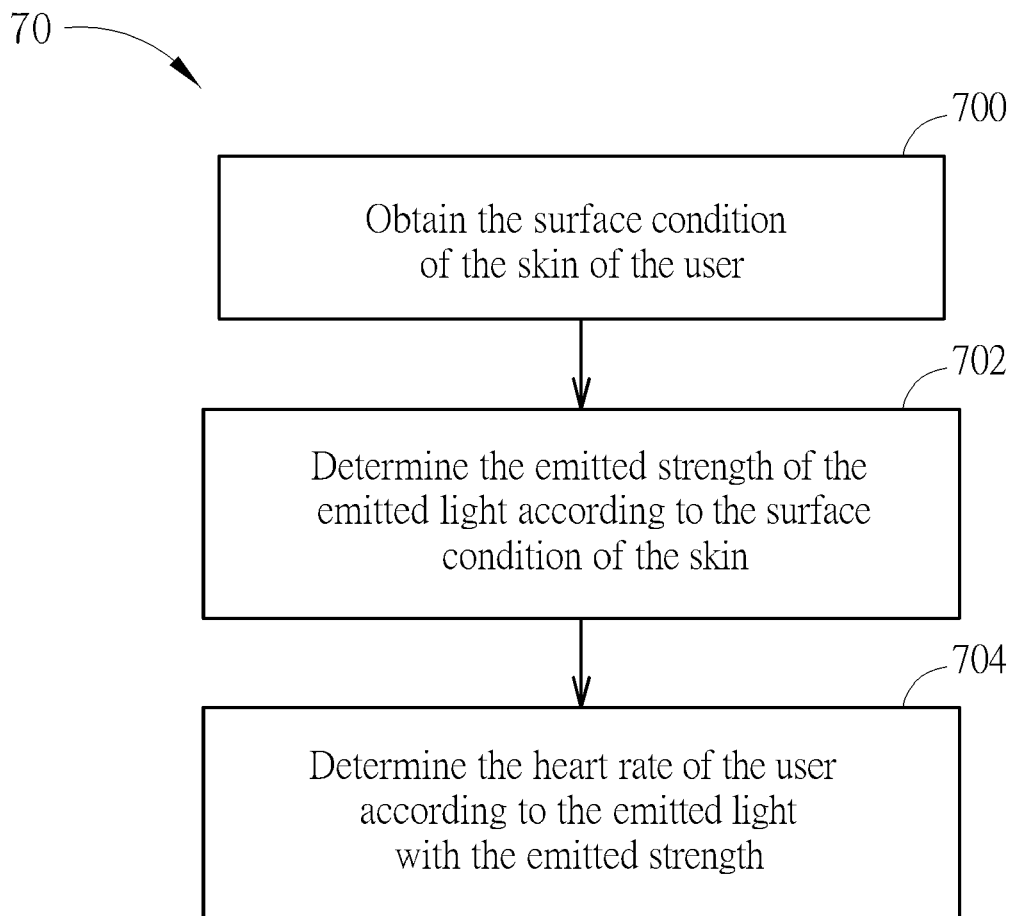 70
700
Obtain the surface condition
of the skin of the user
702
Determine the emitted strength of the
emitted light according to the surface
condition of the skin
704
Determine the heart rate of the user
according to the emitted light
with the emitted strength